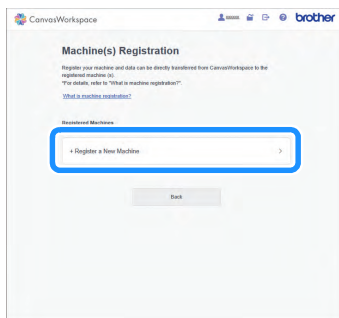 CanvasWorkspace
brother
Machine(s) Registration
Register your machine and data can be directly transferred from CanvasWorkspace to the
registered machine (s).
*For details, refer to "What is machine registration?".
What is machine registration?
Registered Machines
+ Register a New Machine
Back